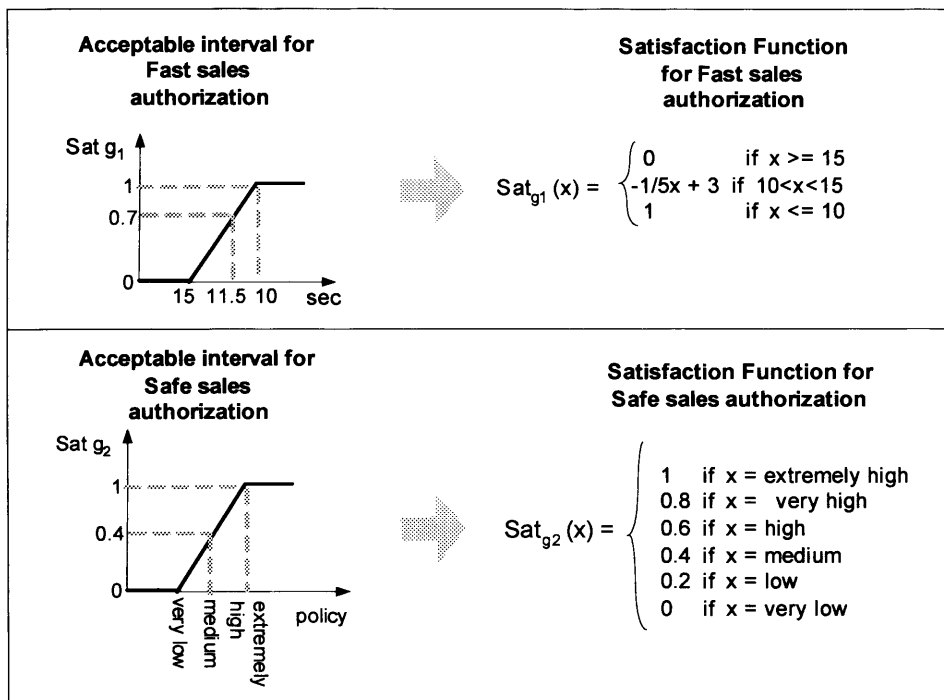 Acceptable interval for
Fast sales
authorization
Sat g1
1
0.7
0
15 11.5 10 sec
Satisfaction Function
for Fast sales
authorization
Satg1 (x) =
0 if x >= 15
-1/5x + 3 if 10<x<15
1 if x <= 10
Acceptable interval for
Safe sales
authorization
Sat g2
1
0.4
0
very low
medium
high
extremely
policy
Satisfaction Function for
Safe sales authorization
Satg2 (x) =
1 if x = extremely high
0.8 if x = very high
0.6 if x = high
0.4 if x = medium
0.2 if x = low
0 if x = very low